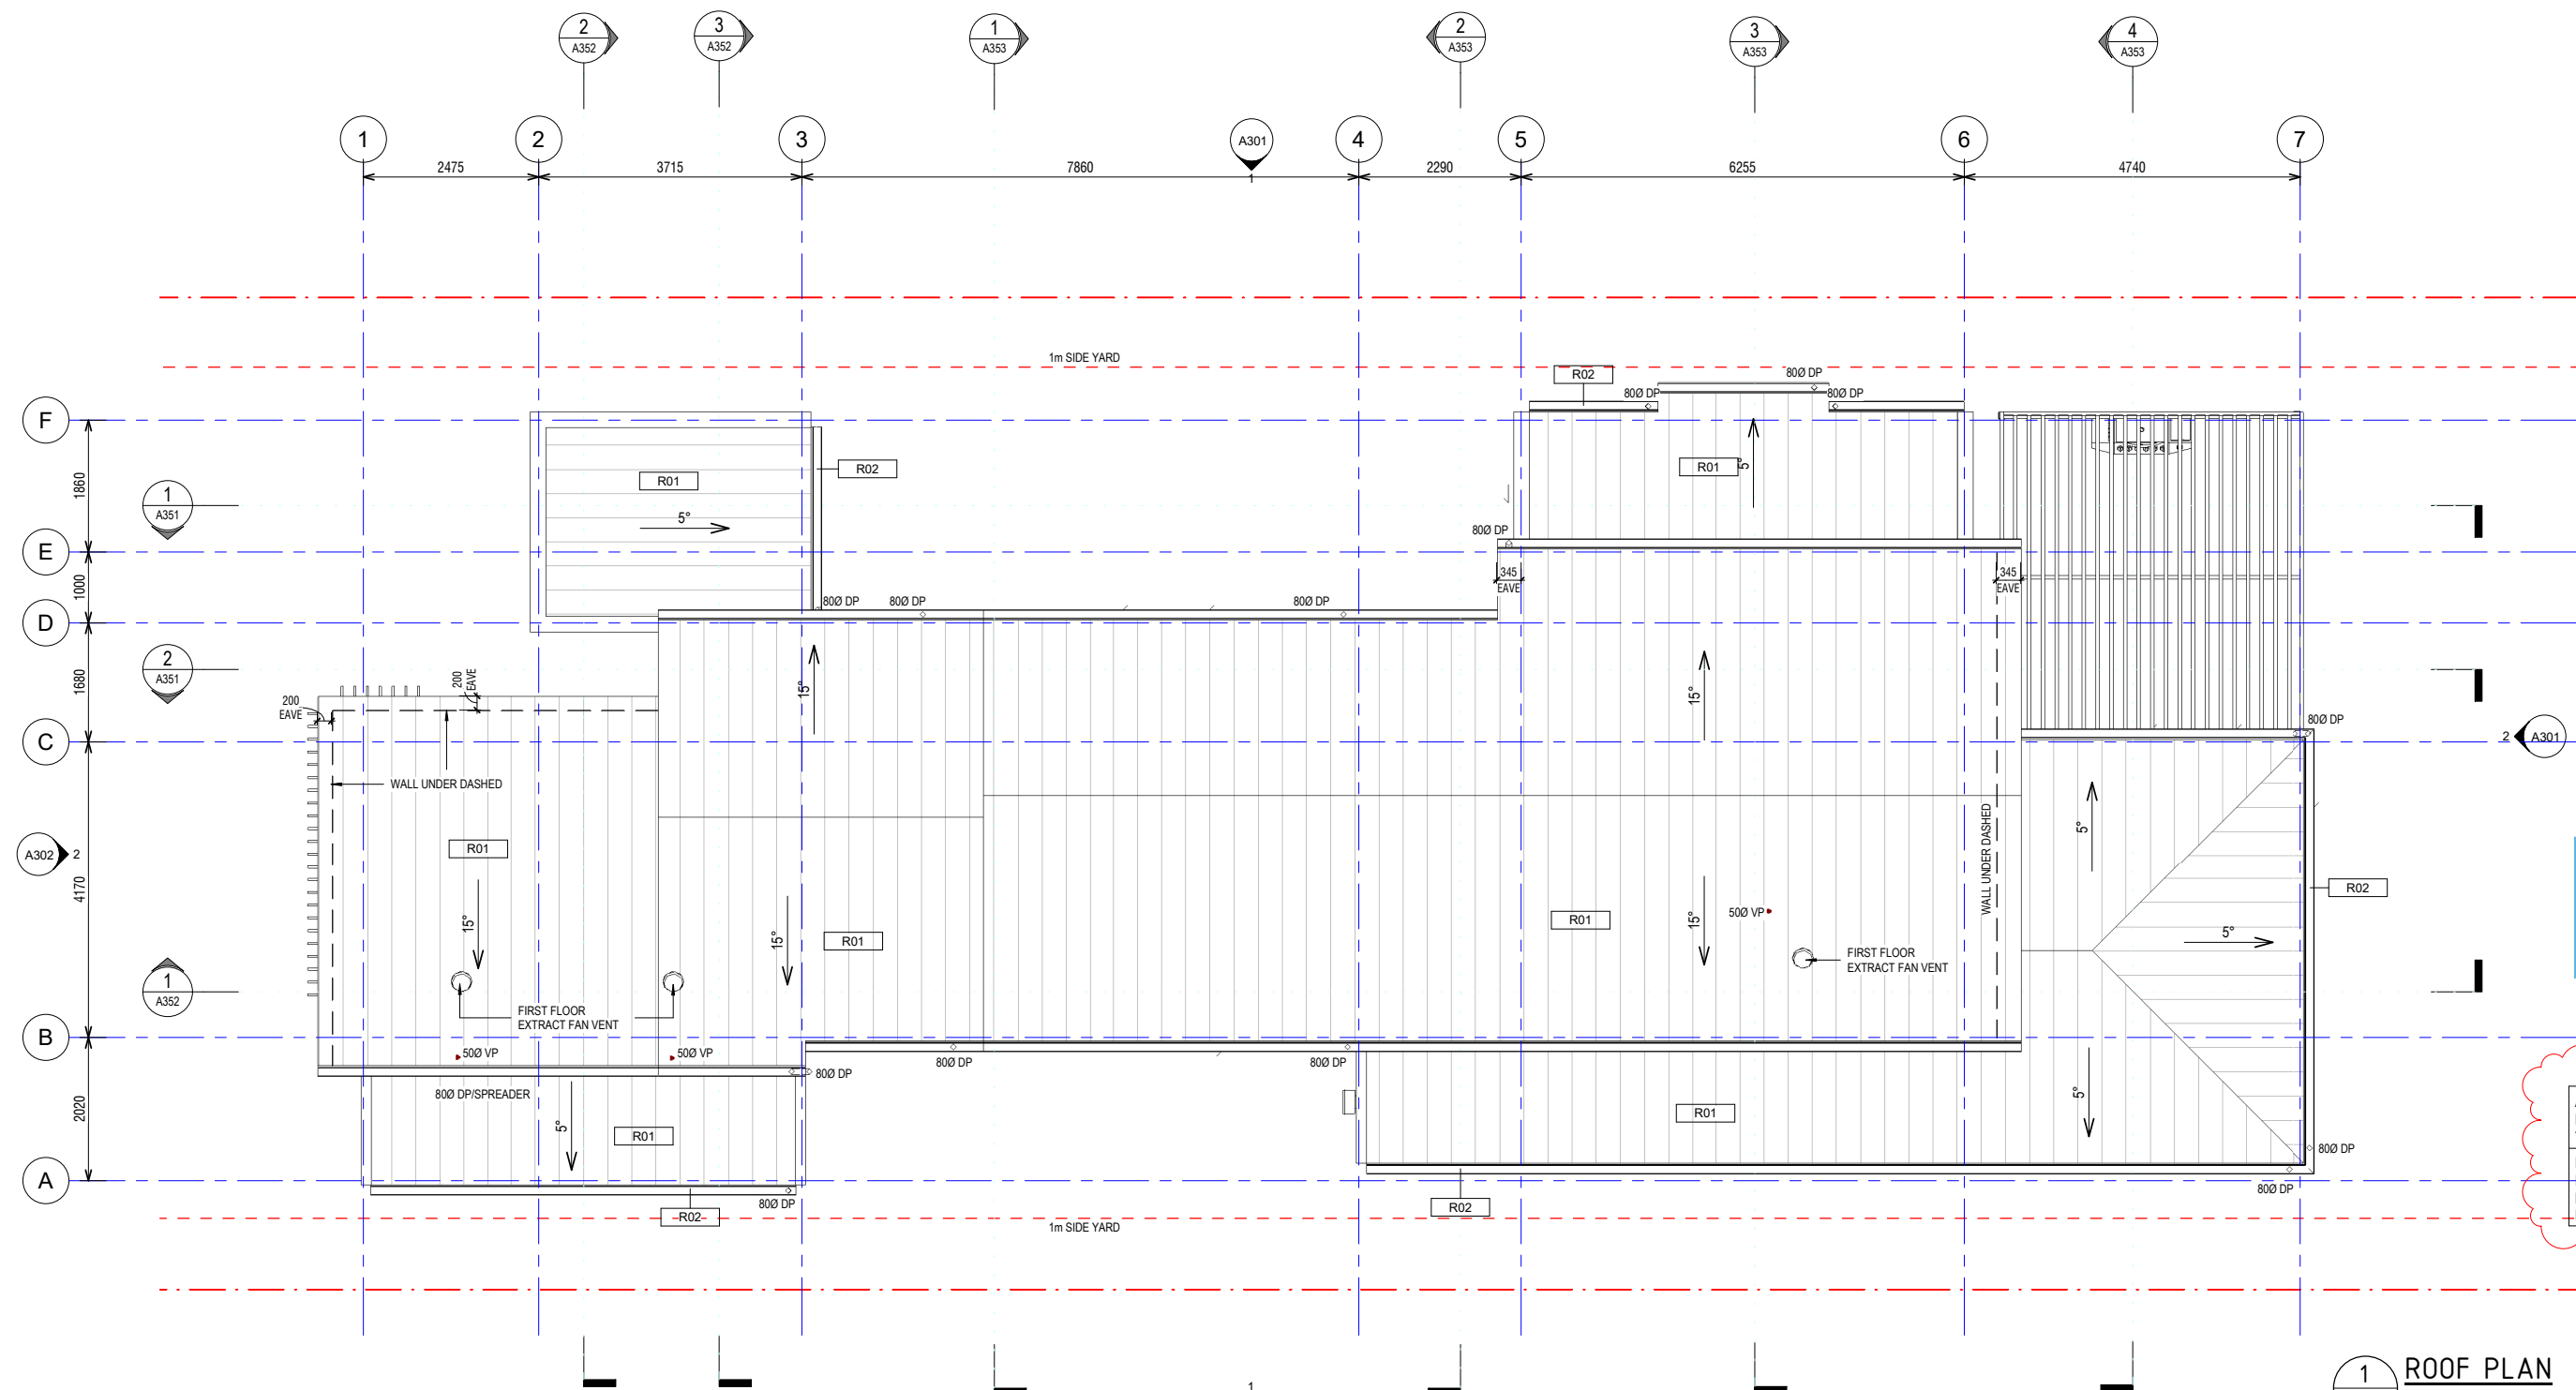 2
A352
3
A352
1
A353
2
A353
3
A353
4
A353
1
2
3
A301
1
4
5
6
7
2475
3715
7860
2290
6255
4740
1m SIDE YARD
R02
80Ø DP
80Ø DP
80Ø DP
F
R01
R02
R01
5°
1860
1
A351
5°
80Ø DP
E
345
EAVE
345
EAVE
1000
80Ø DP
80Ø DP
80Ø DP
D
2
A351
1680
200
EAVE
200
EAVE
15°
15°
80Ø DP
C
2
A301
WALL UNDER DASHED
R01
A302
2
4170
5°
WALL UNDER DASHED
R02
15°
15°
R01
R01
15°
50Ø VP
5°
FIRST FLOOR
EXTRACT FAN VENT
1
A352
FIRST FLOOR
EXTRACT FAN VENT
B
50Ø VP
50Ø VP
80Ø DP
80Ø DP
80Ø DP
80Ø DP/SPREADER
2020
5°
R01
R01
5°
80Ø DP
A
80Ø DP
R02
80Ø DP
R02
1m SIDE YARD
1
1
ROOF PLAN